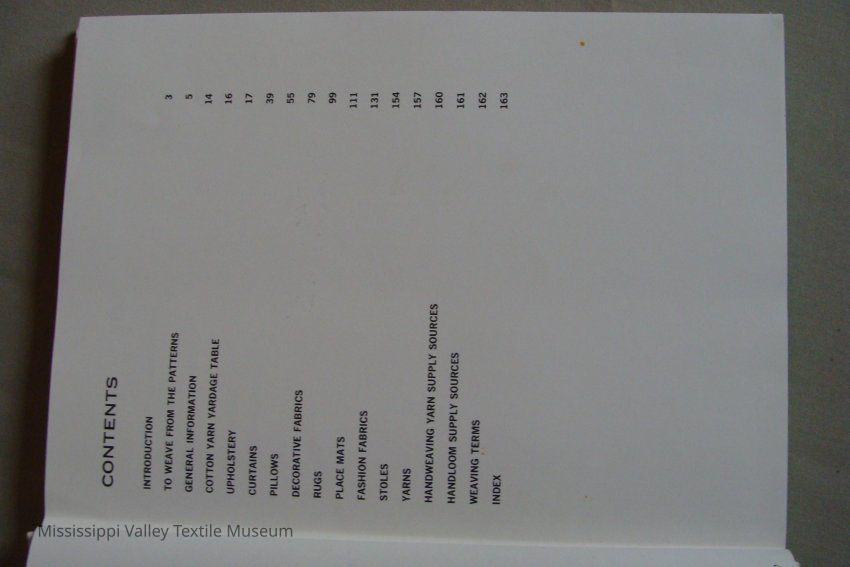 CONTENTS
INTRODUCTION 3
TO WEAVE FROM THE PATTERNS 5
GENERAL INFORMATION 14
COTTON YARN YARDAGE TABLE 16
UPHOLSTERY 17
CURTAINS 39
PILLOWS 55
DECORATIVE FABRICS 79
RUGS 99
PLACE MATS 111
FASHION FABRICS 131
STOLES 154
YARNS 157
HANDWEAVING YARN SUPPLY SOURCES 160
HANDLOOM SUPPLY SOURCES 161
WEAVING TERMS 162
INDEX 163
Mississippi Valley Textile Museum